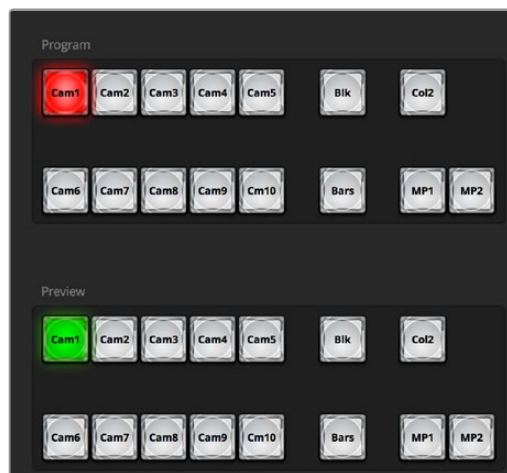 Program
Cam1 Cam2 Cam3 Cam4 Cam5 Blk Col2
Cam6 Cam7 Cam8 Cam9 Cm10 Bars MP1 MP2
Preview
Cam1 Cam2 Cam3 Cam4 Cam5 Blk Col2
Cam6 Cam7 Cam8 Cam9 Cm10 Bars MP1 MP2